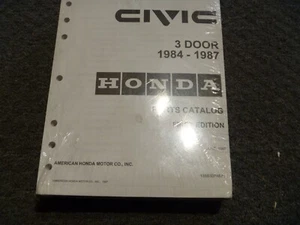 CIVIC
3 DOOR
1984 - 1987
HONDA
CATALOG
EDITION
AMERICAN HONDA MOTOR CO., INC.